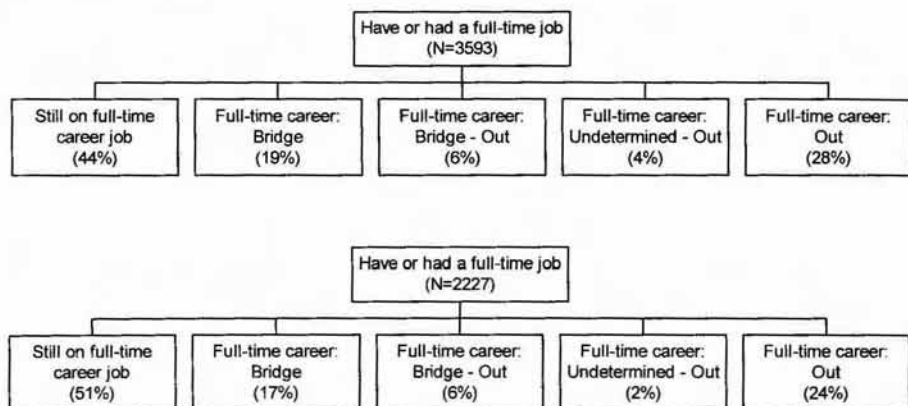 Have or had a full-time job
(N=3593)
Still on full-time
career job
(44%)
Full-time career:
Bridge
(19%)
Full-time career:
Bridge - Out
(6%)
Full-time career:
Undetermined - Out
(4%)
Full-time career:
Out
(28%)
Have or had a full-time job
(N=2227)
Still on full-time
career job
(51%)
Full-time career:
Bridge
(17%)
Full-time career:
Bridge - Out
(6%)
Full-time career:
Undetermined - Out
(2%)
Full-time career:
Out
(24%)